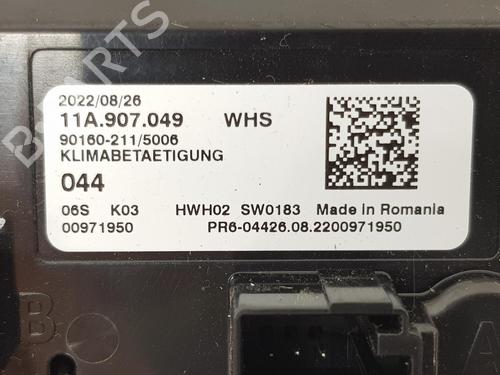 2022/08/26
11A.907.049 WHS
90160-211/5006
KLIMABETAETIGUNG
044
06S K03 HWH02 SW0183 Made in Romania
00971950 PR6-04426.08.2200971950
B A